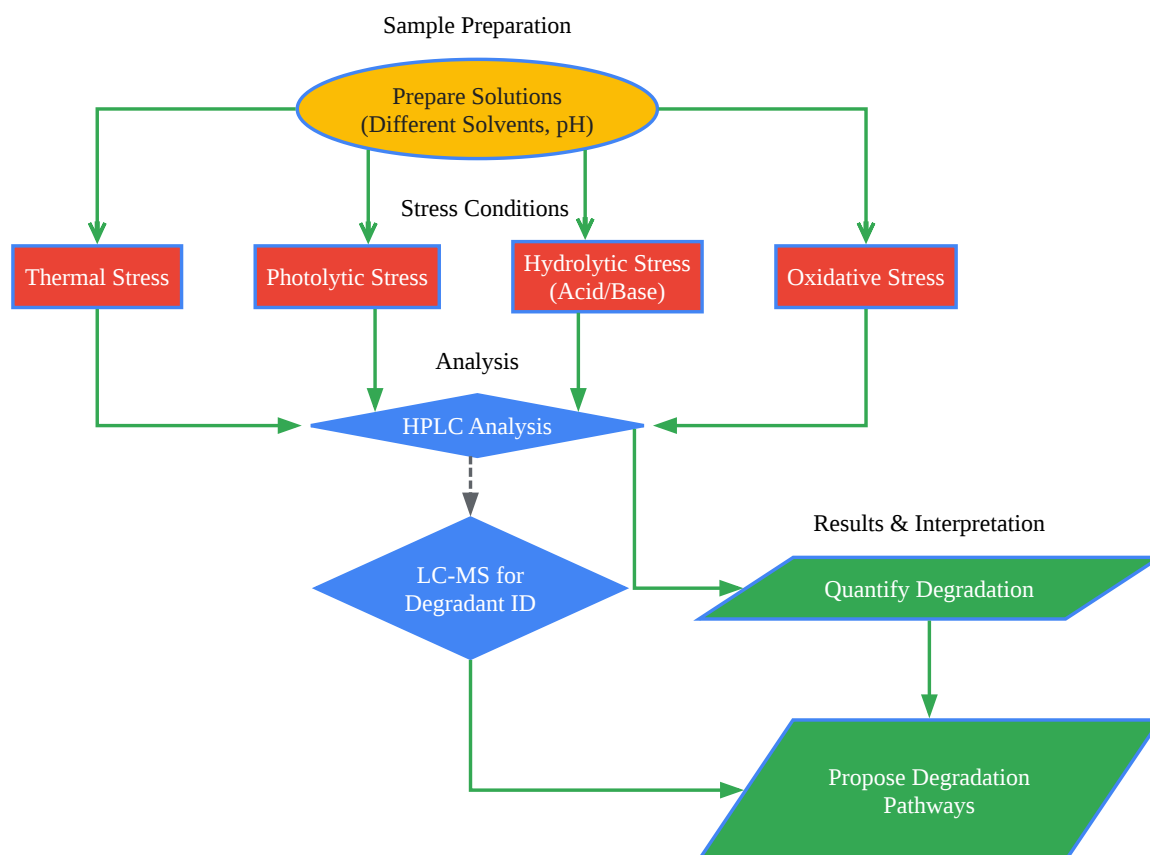 Sample Preparation
Prepare Solutions
(Different Solvents, pH)
Stress Conditions
Thermal Stress
Photolytic Stress
Hydrolytic Stress
(Acid/Base)
Oxidative Stress
Analysis
HPLC Analysis
LC-MS for
Degradant ID
Results & Interpretation
Quantify Degradation
Propose Degradation
Pathways